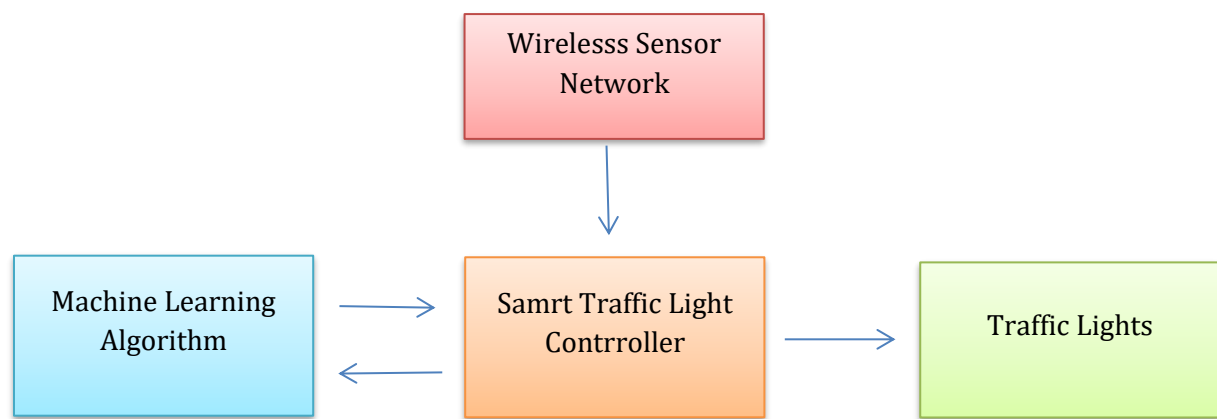 Wirelesss Sensor
Network
Machine Learning
Algorithm
Samrt Traffic Light
Contrroller
Traffic Lights